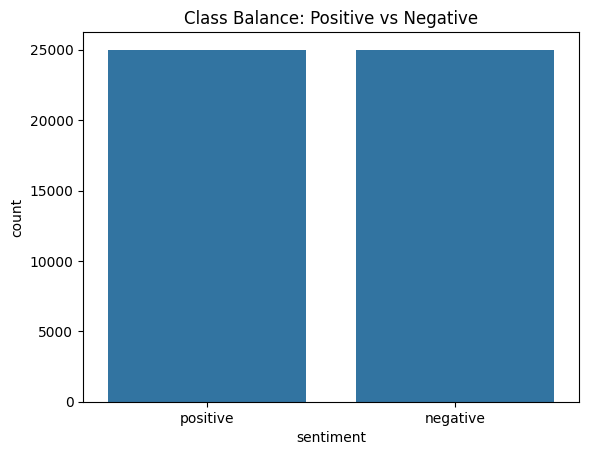 Class Balance: Positive vs Negative
25000
20000
15000
10000
5000
0
count
positive negative
sentiment